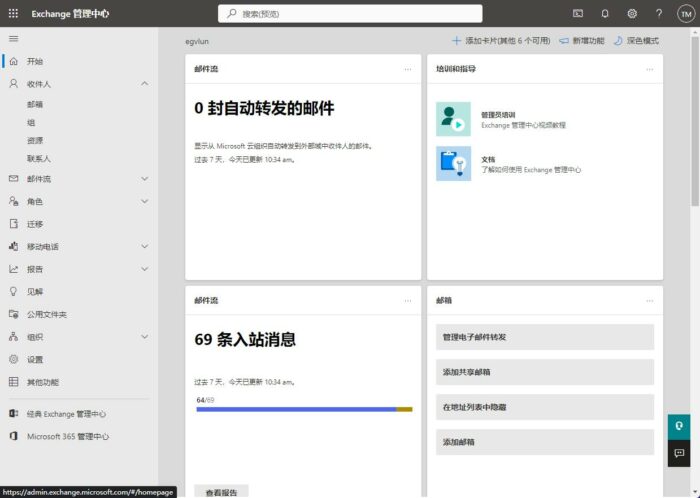 Exchange 管理中心
搜索(预览)
TM
egvlun
添加卡片(其他 6 个可用)
新增功能
深色模式
开始
收件人
邮箱
组
资源
联系人
邮件流
角色
迁移
移动电话
报告
见解
公用文件夹
组织
设置
其他功能
经典 Exchange 管理中心
Microsoft 365 管理中心
https://admin.exchange.microsoft.com/#/homepage
邮件流
0 封自动转发的邮件
显示从 Microsoft 云组织自动转发到外部域中收件人的邮件。
过去 7 天，今天已更新 10:34 am。
培训和指导
管理员培训
Exchange 管理中心视频教程
文档
了解如何使用 Exchange 管理中心
邮件流
69 条入站消息
过去 7 天，今天已更新 10:34 am。
64/69
查看报告
邮箱
管理电子邮件转发
添加共享邮箱
在地址列表中隐藏
添加邮箱